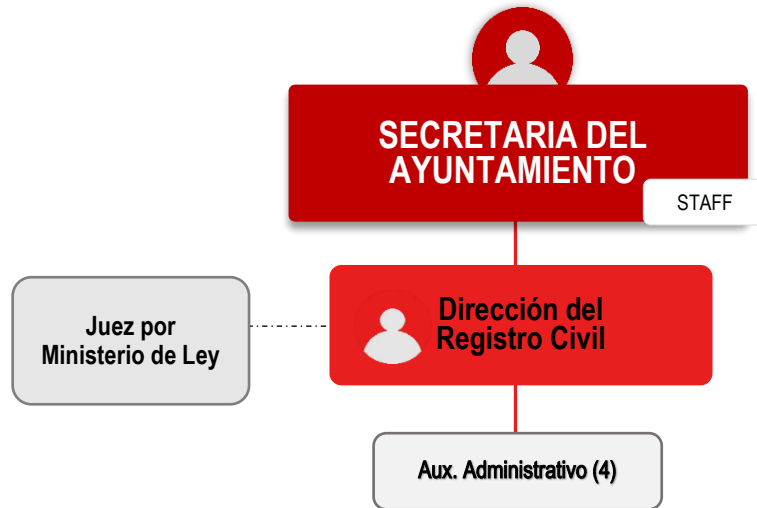 SECRETARIA DEL
AYUNTAMIENTO
STAFF
Dirección del
Registro Civil
Juez por
Ministerio de Ley
Aux. Administrativo (4)